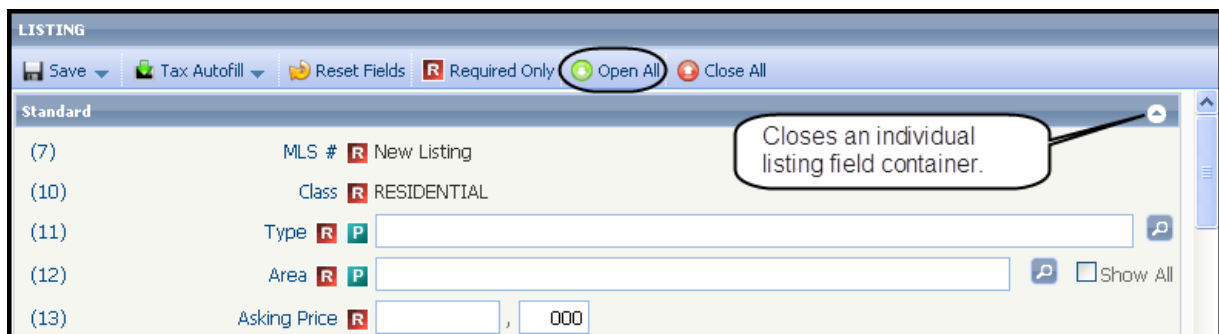 LISTING
Save Tax Autofill Reset Fields R Required Only Open All Close All
Standard
Closes an individual
listing field container.
(7) MLS # R New Listing
(10) Class R RESIDENTIAL
(11) Type R P
(12) Area R P Show All
(13) Asking Price R , 000